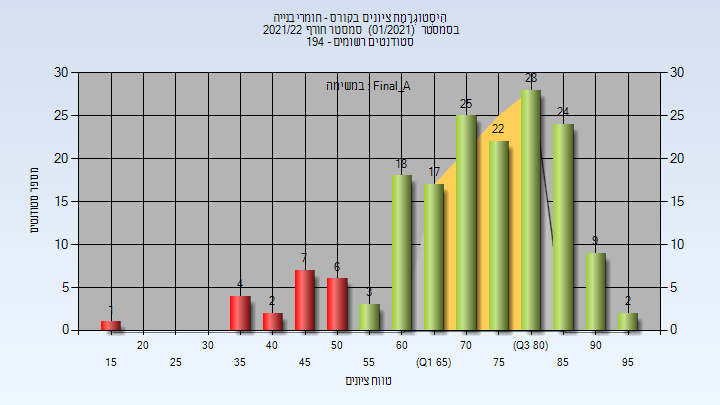 היסטוגרמת ציונים בקורס - חומרי בנייה
בסמסטר (01/2021) סמסטר חורף 2021/22
סטודנטים רשומים - 194
במשימה : Final_A
מספר סטודנטים
30 30
25 25
20 20
15 15
10 10
5 5
0 0
1 4 2 7 6 3 18 17 25 22 28 24 9 2
20 30 40 50 60 70 (Q3 80) 90
15 25 35 45 55 (Q1 65) 75 85 95
טווח ציונים